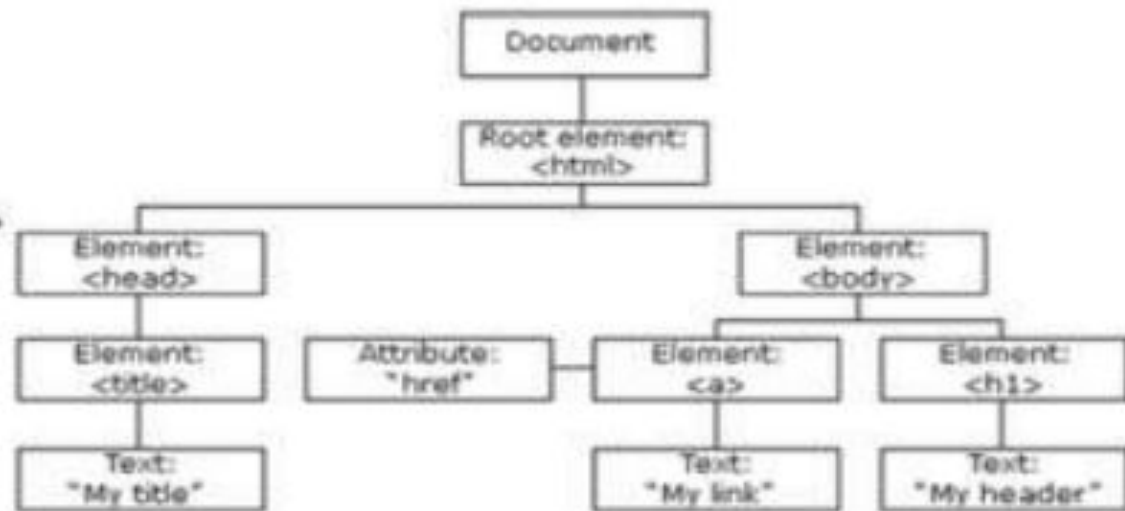 Document
Root element:
<html>
Element:
<head>
Element:
<body>
Element:
<title>
Attribute:
"href"
Element:
<a>
Element:
<h1>
Text:
"My title"
Text:
"My link"
Text:
"My header"